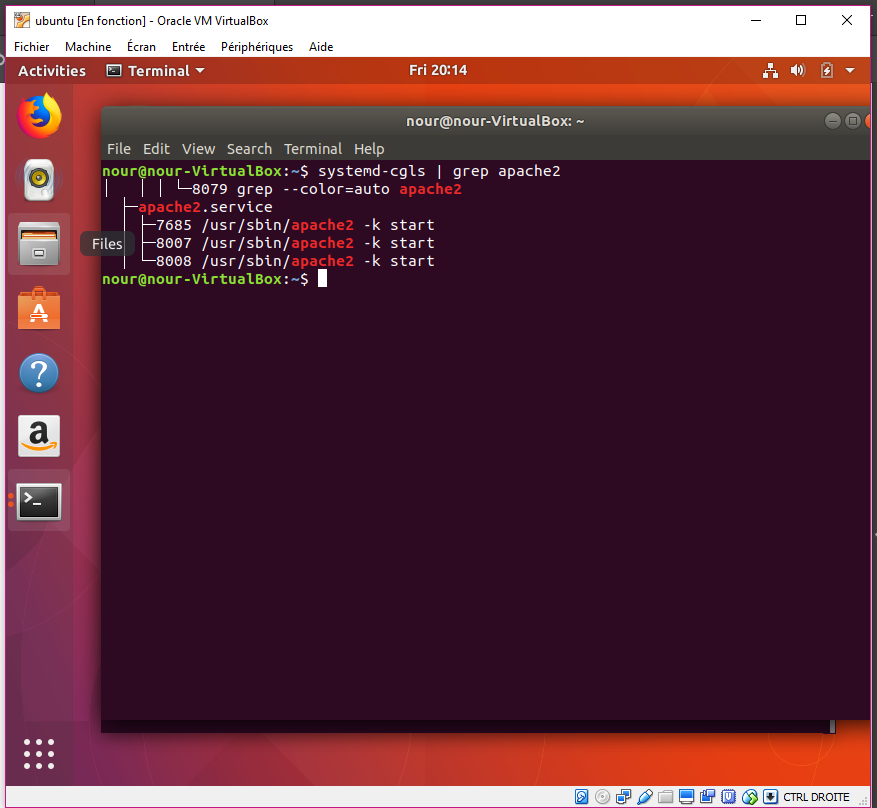 ubuntu [En fonction] - Oracle VM VirtualBox
Fichier Machine Écran Entrée Périphériques Aide
Activities Terminal Fri 20:14
nour@nour-VirtualBox: ~
File Edit View Search Terminal Help
nour@nour-VirtualBox:~$ systemd-cgls | grep apache2
│ │ │ └─8079 grep --color=auto apache2
├─apache2.service
│ ├─7685 /usr/sbin/apache2 -k start
│ ├─8007 /usr/sbin/apache2 -k start
│ └─8008 /usr/sbin/apache2 -k start
nour@nour-VirtualBox:~$
Files
?
a
>_
CTRL DROITE